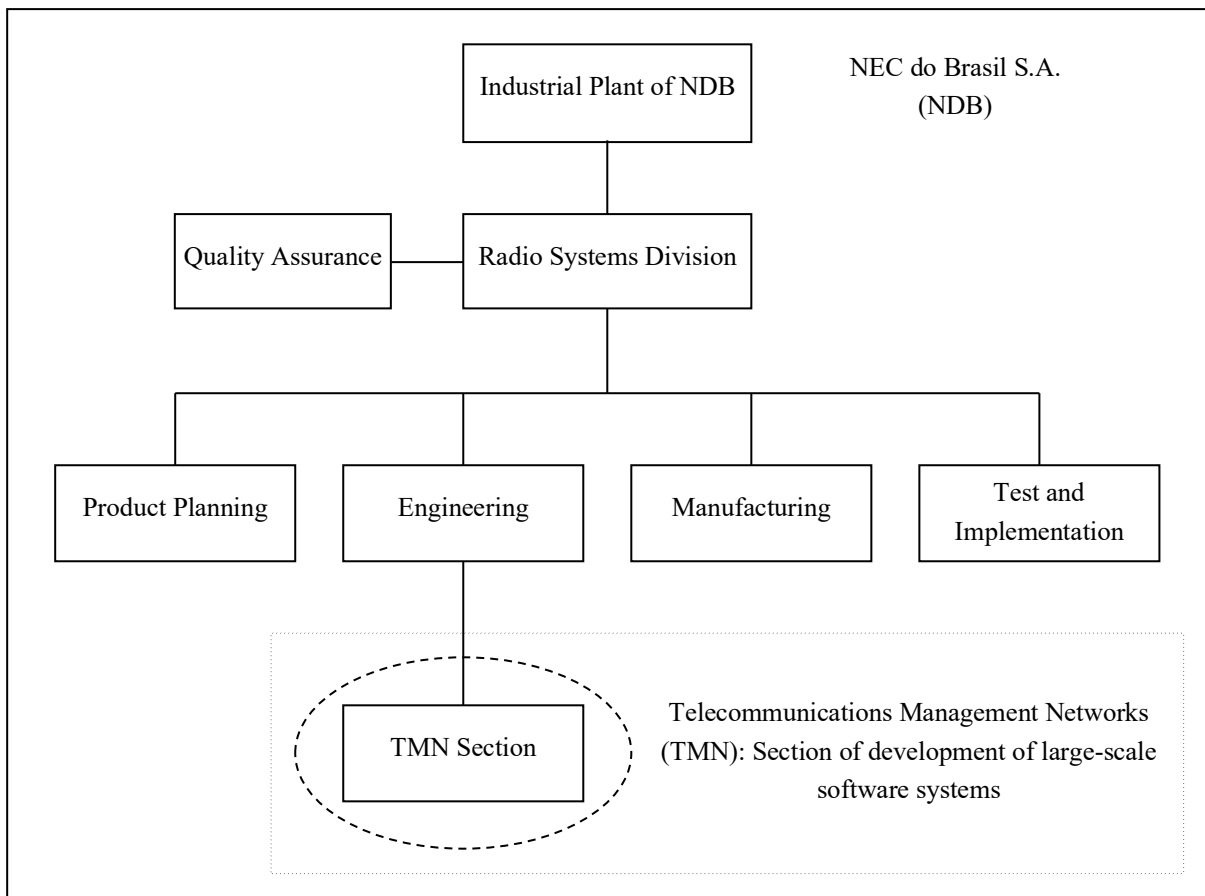 Industrial Plant of NDB
NEC do Brasil S.A.
(NDB)
Quality Assurance
Radio Systems Division
Product Planning
Engineering
Manufacturing
Test and
Implementation
TMN Section
Telecommunications Management Networks
(TMN): Section of development of large-scale
software systems